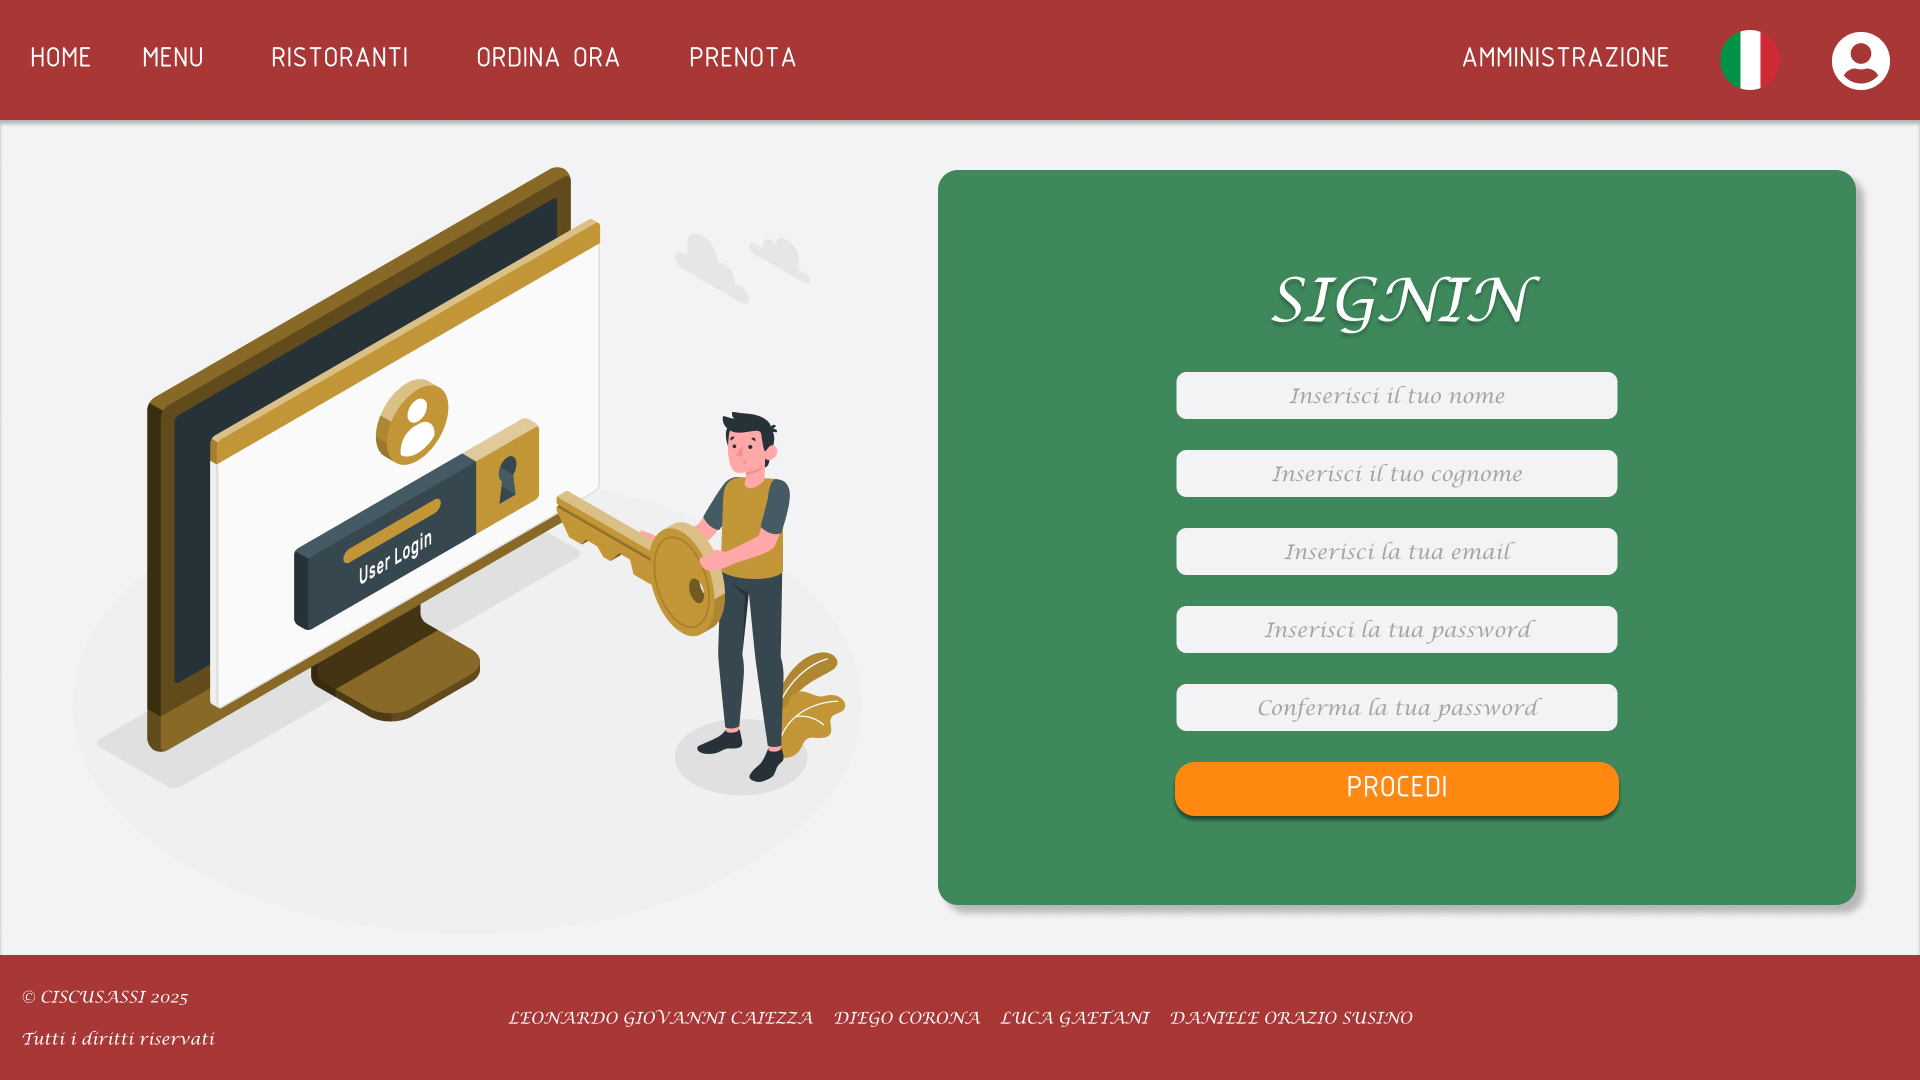 HOME MENU RISTORANTI ORDINA ORA PRENOTA AMMINISTRAZIONE
User Login
SIGNIN
Inserisci il tuo nome
Inserisci il tuo cognome
Inserisci la tua email
Inserisci la tua password
Conferma la tua password
PROCEDI
© CISCUSASSI 2025
Tutti i diritti riservati
LEONARDO GIOVANNI CAIEZZA DIEGO CORONA LUCA GAETANI DANIELE ORAZIO SUSINO